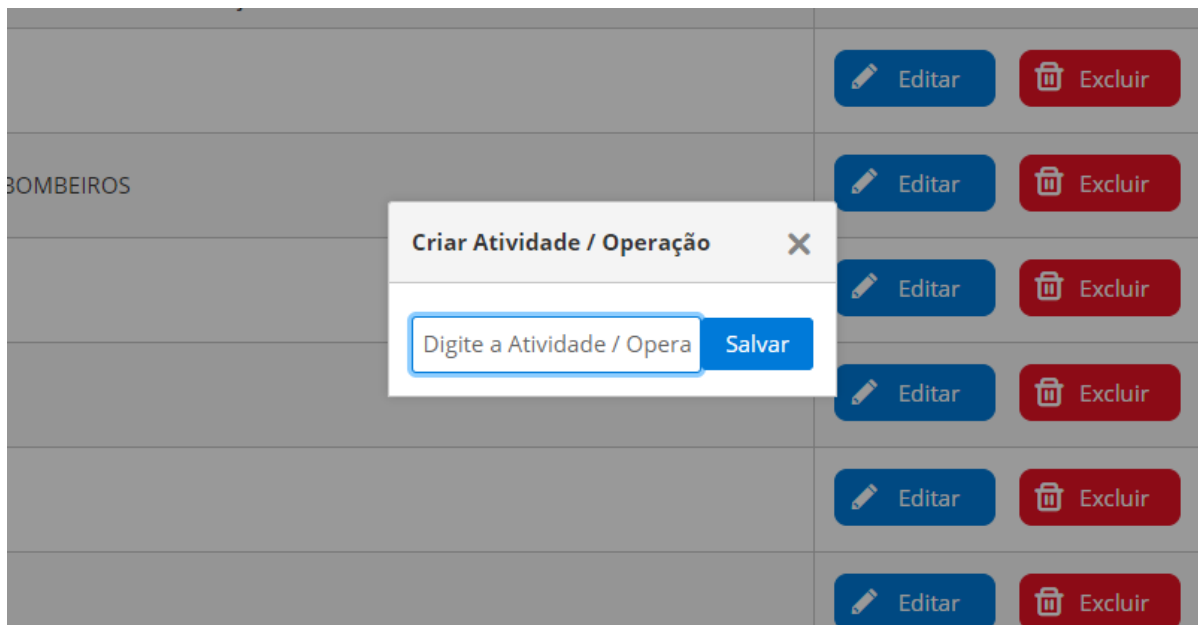 Editar Excluir
BOMBEIROS Editar Excluir
Criar Atividade / Operação
Editar Excluir
Digite a Atividade / Opera Salvar
Editar Excluir
Editar Excluir
Editar Excluir